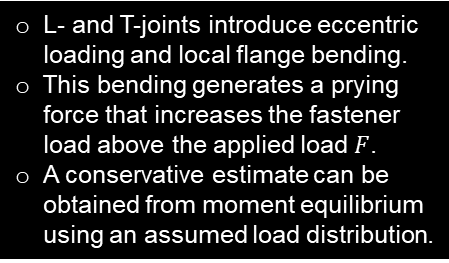 ○ L- and T-joints introduce eccentric
loading and local flange bending.
○ This bending generates a prying
force that increases the fastener
load above the applied load F.
○ A conservative estimate can be
obtained from moment equilibrium
using an assumed load distribution.